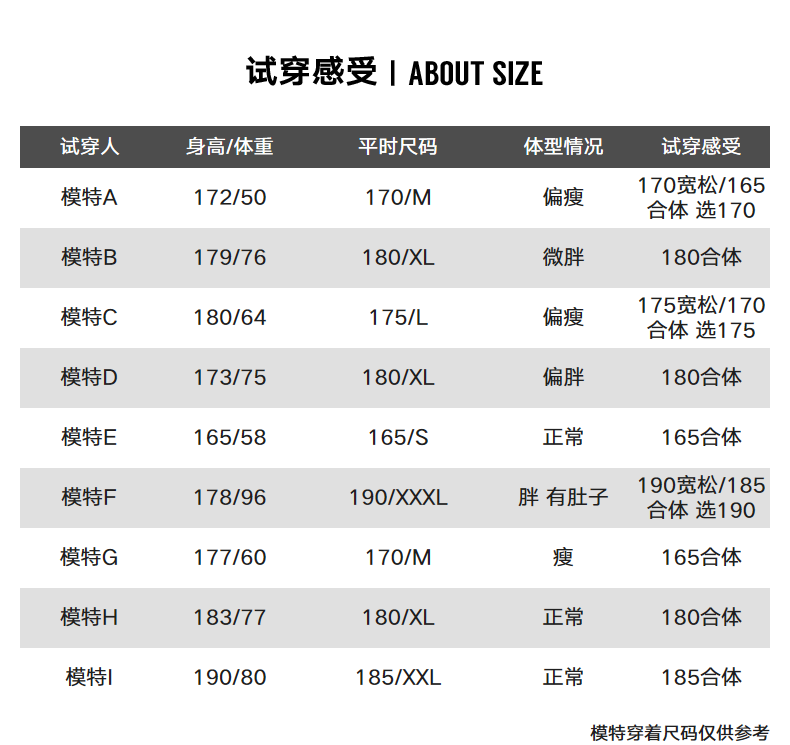 试穿感受 | ABOUT SIZE
试穿人 身高/体重 平时尺码 体型情况 试穿感受
模特A 172/50 170/M 偏瘦 170宽松/165
合体 选170
模特B 179/76 180/XL 微胖 180合体
模特C 180/64 175/L 偏瘦 175宽松/170
合体 选175
模特D 173/75 180/XL 偏胖 180合体
模特E 165/58 165/S 正常 165合体
模特F 178/96 190/XXXL 胖 有肚子 190宽松/185
合体 选190
模特G 177/60 170/M 瘦 165合体
模特H 183/77 180/XL 正常 180合体
模特I 190/80 185/XXL 正常 185合体
模特穿着尺码仅供参考